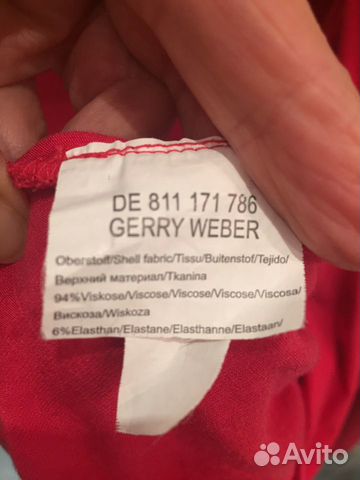 DE 811 171 786
GERRY WEBER
Oberstoff/Shell fabric/Tissu/Buitenstof/Tejido/
Верхний материал/Tkanina
94%Viskose/Viscose/Viscose/Viscose/Viscosa/
Вискоза/Wiskoza
6%Elasthan/Elastane/Elasthanne/Elastaan/
Avito